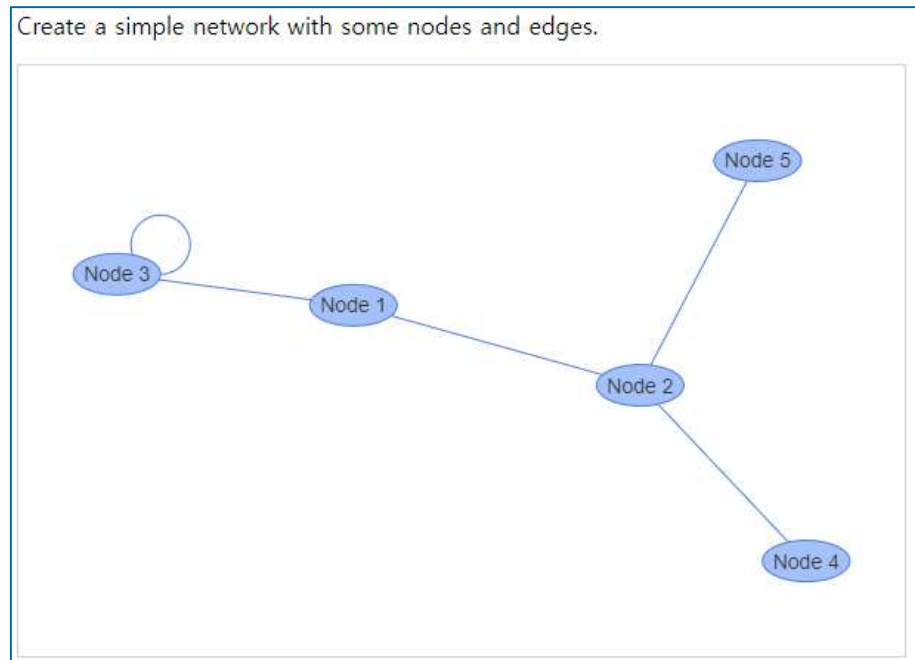 Create a simple network with some nodes and edges.
Node 5
Node 3
Node 1
Node 2
Node 4